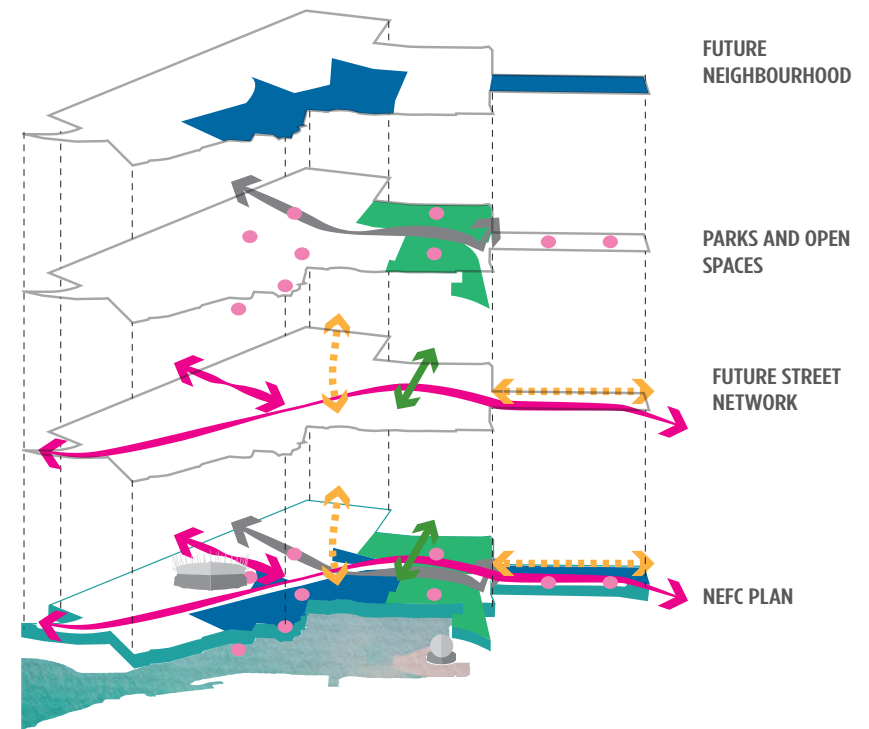 FUTURE
NEIGHBOURHOOD
PARKS AND OPEN
SPACES
FUTURE STREET
NETWORK
NEFC PLAN